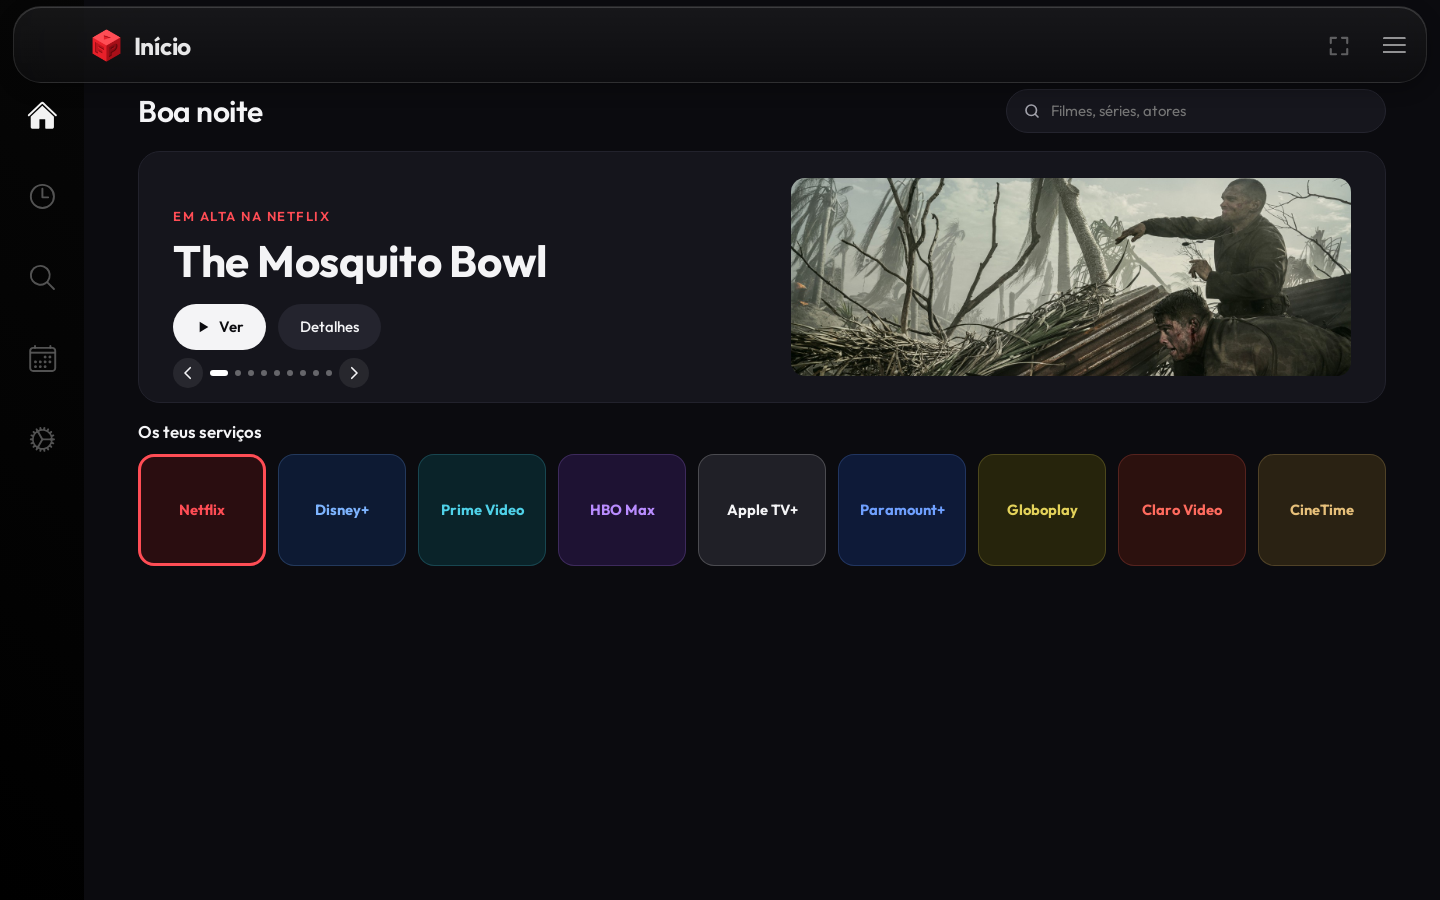 Início
Boa noite
Filmes, séries, atores
EM ALTA NA NETFLIX
The Mosquito Bowl
Ver
Detalhes
Os teus serviços
Netflix
Disney+
Prime Video
HBO Max
Apple TV+
Paramount+
Globoplay
Claro Video
CineTime